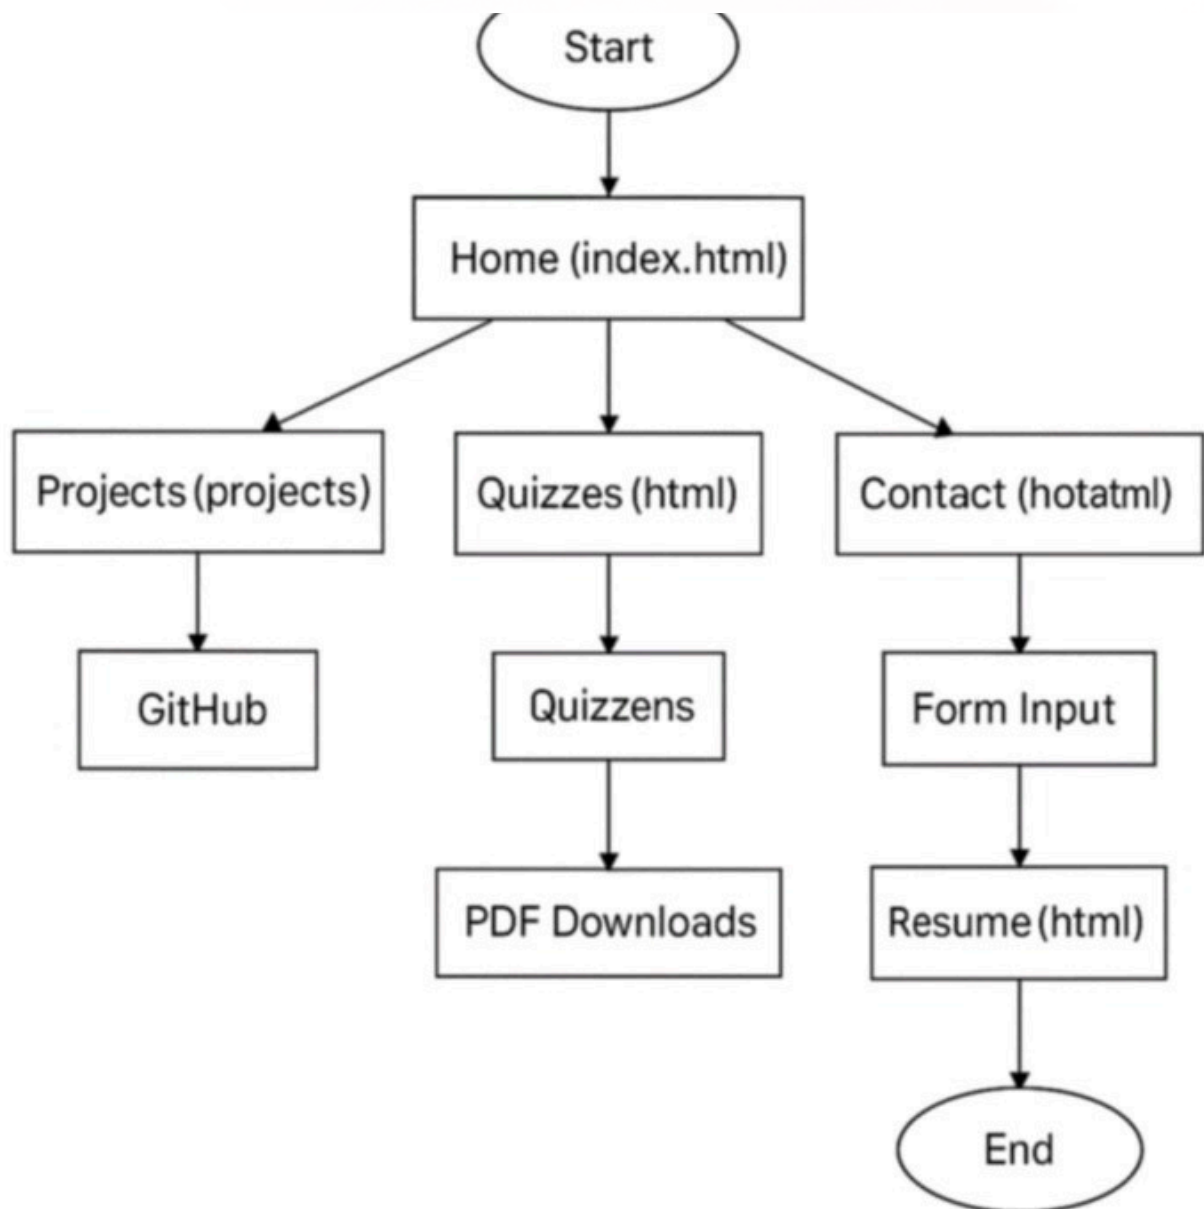 Start
Home (index.html)
Projects (projects)
Quizzes (html)
Contact (hotatml)
GitHub
Quizzens
Form Input
PDF Downloads
Resume (html)
End